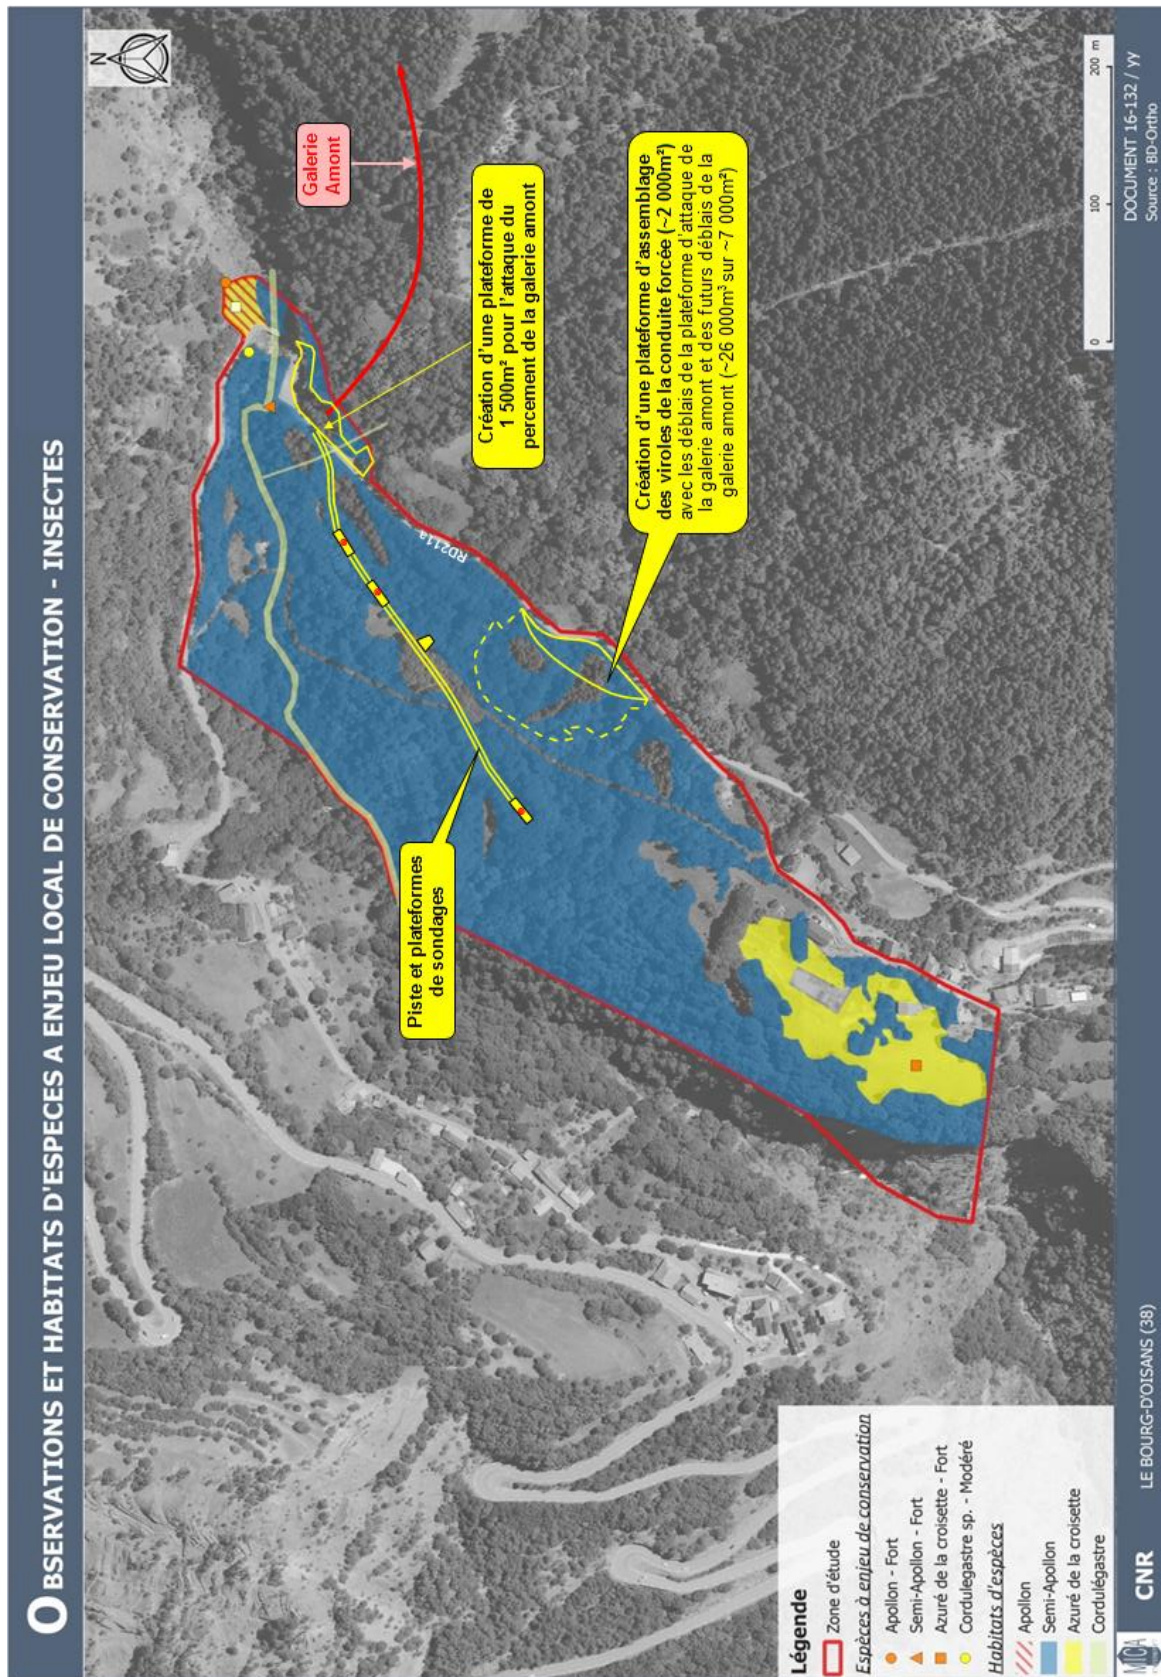 OBSERVATIONS ET HABITATS D'ESPECES A ENJEU LOCAL DE CONSERVATION - INSECTES
N
Galerie
Amont
Création d'une plateforme de
1 500m² pour l'attaque du
percement de la galerie amont
Création d'une plateforme d'assemblage
des viroles de la conduite forcée (~2 000m²)
avec les déblais de la plateforme d'attaque de
la galerie amont et des futurs déblais de la
galerie amont (~26 000m³ sur ~7 000m²)
RD211a
Piste et plateformes
de sondages
Légende
Zone d'étude
Espèces à enjeu de conservation
Apollon - Fort
Semi-Apollon - Fort
Azuré de la croisette - Fort
Cordulegastre sp. - Modéré
Habitats d'espèces
Apollon
Semi-Apollon
Azuré de la croisette
Cordulégastre
0 100 200 m
MICA
CNR
LE BOURG-D'OISANS (38)
DOCUMENT 16-132 / yy
Source : BD-Ortho